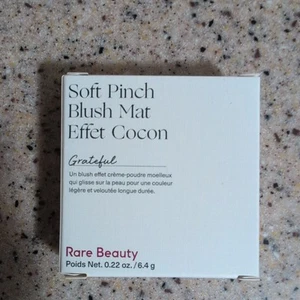 Soft Pinch
Blush Mat
Effet Cocon
Grateful
Un blush effet crème-poudre moelleux
qui glisse sur la peau pour une couleur
légère et veloutée longue durée.
Rare Beauty
Poids Net. 0.22 oz./6.4 g